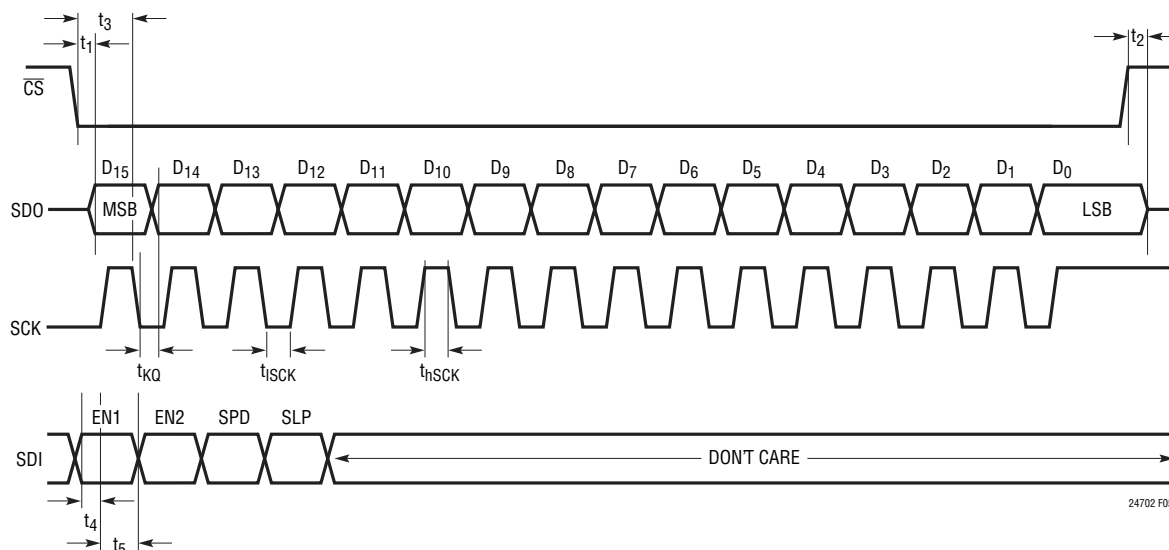 t3
t1
t2
CS
D15 D14 D13 D12 D11 D10 D9 D8 D7 D6 D5 D4 D3 D2 D1 D0
SDO MSB LSB
SCK
tKQ tlSCK thSCK
EN1 EN2 SPD SLP
SDI DON'T CARE
t4
t5